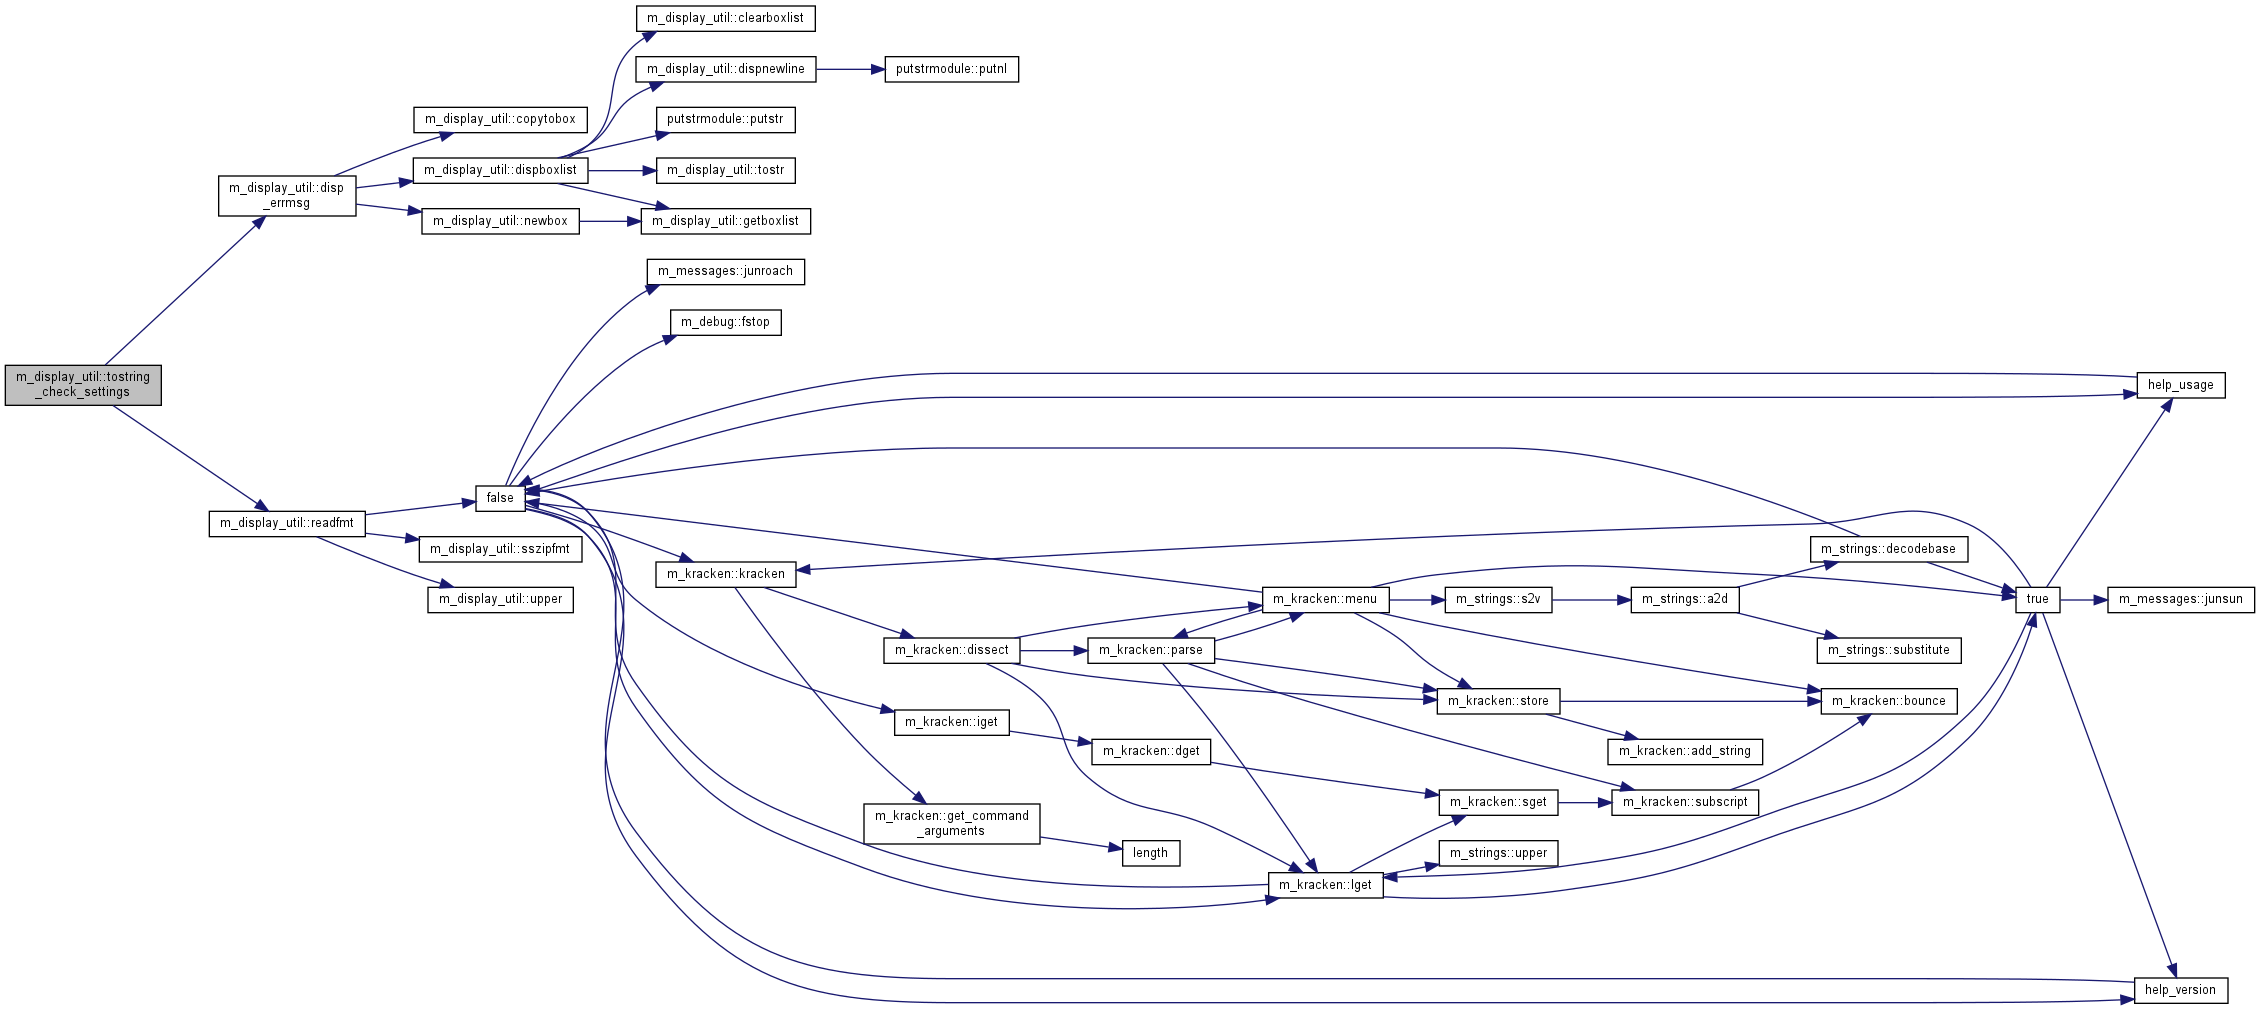 m_display_util::clearboxlist
m_display_util::dispnewline
putstrmodule::putnl
m_display_util::copytobox
putstrmodule::putstr
m_display_util::dispboxlist
m_display_util::tostr
m_display_util::disp
_errmsg
m_display_util::newbox
m_display_util::getboxlist
m_messages::junroach
m_debug::fstop
m_display_util::tostring
_check_settings
help_usage
false
m_display_util::readfmt
m_display_util::sszipfmt
m_strings::decodebase
m_kracken::kracken
m_display_util::upper
m_kracken::menu
m_strings::s2v
m_strings::a2d
true
m_messages::junsun
m_kracken::dissect
m_kracken::parse
m_strings::substitute
m_kracken::store
m_kracken::bounce
m_kracken::iget
m_kracken::dget
m_kracken::add_string
m_kracken::sget
m_kracken::subscript
m_kracken::get_command
_arguments
length
m_strings::upper
m_kracken::lget
help_version